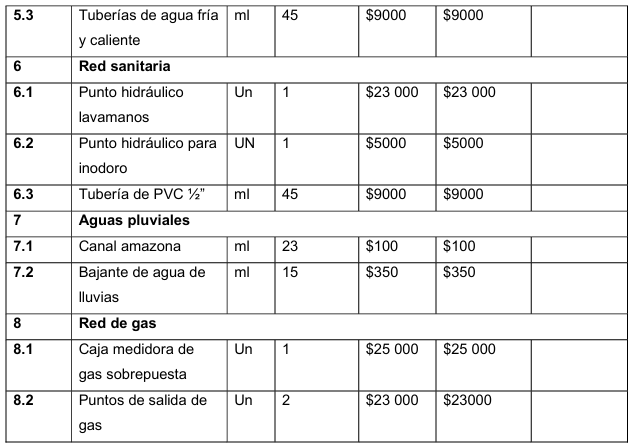 5.3 Tuberías de agua fría ml 45 $9000 $9000
y caliente
6 Red sanitaria
6.1 Punto hidráulico Un 1 $23 000 $23 000
lavamanos
6.2 Punto hidráulico para UN 1 $5000 $5000
inodoro
6.3 Tubería de PVC ½” ml 45 $9000 $9000
7 Aguas pluviales
7.1 Canal amazona ml 23 $100 $100
7.2 Bajante de agua de ml 15 $350 $350
lluvias
8 Red de gas
8.1 Caja medidora de Un 1 $25 000 $25 000
gas sobrepuesta
8.2 Puntos de salida de Un 2 $23 000 $23000
gas